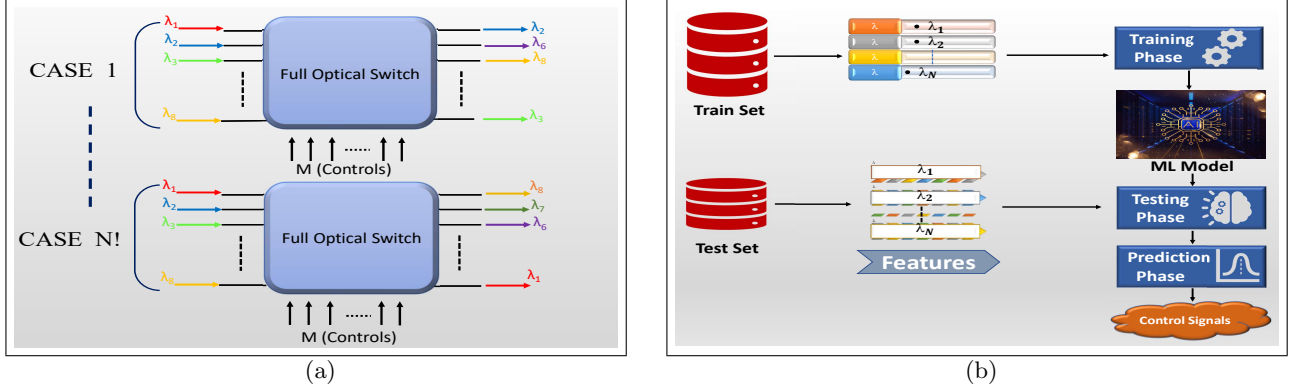 λ1
λ2
λ3
λ8
CASE 1
Full Optical Switch
λ2
λ6
λ8
λ3
M (Controls)
λ1
λ2
λ3
λ8
CASE N!
Full Optical Switch
λ8
λ7
λ6
λ1
M (Controls)
(a)
Train Set
λ λ1
λ λ2
λ
λ λN
Training
Phase
AI
ML Model
Test Set
λ1
λ2
λN
Features
Testing
Phase
Prediction
Phase
Control Signals
(b)